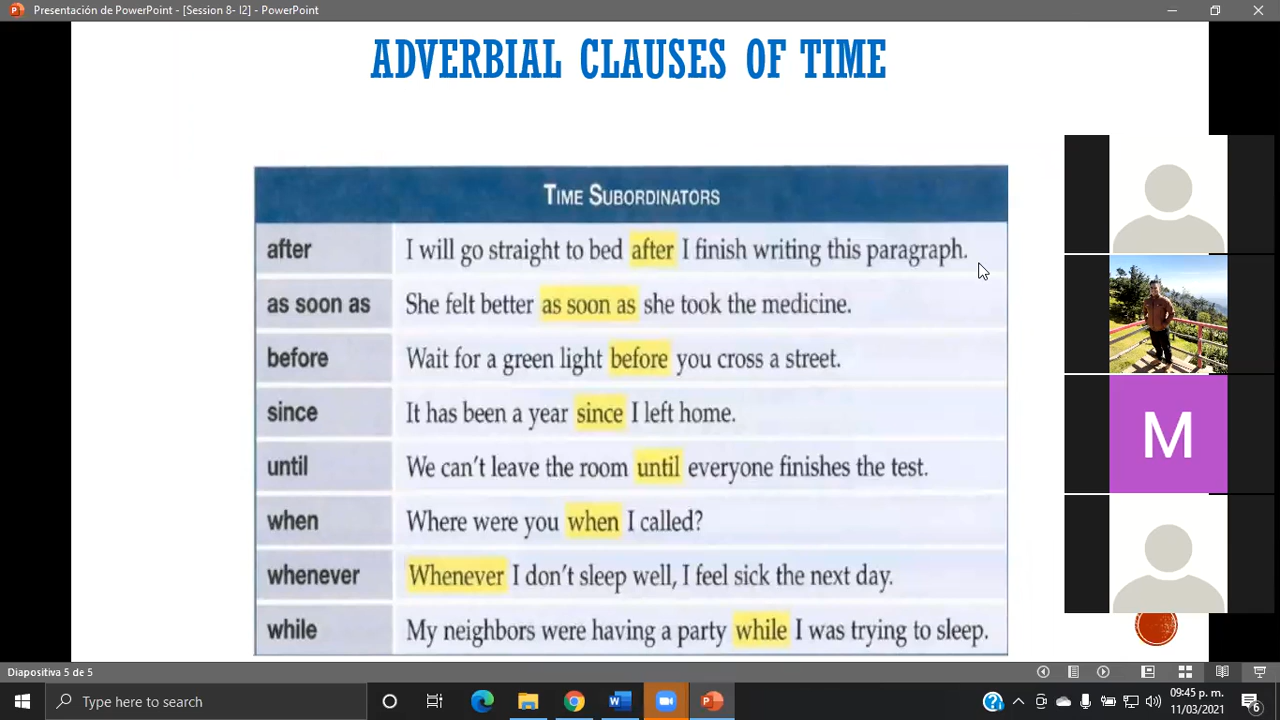 Presentación de PowerPoint - [Session 8- I2] - PowerPoint
ADVERBIAL CLAUSES OF TIME
TIME SUBORDINATORS
after I will go straight to bed after I finish writing this paragraph.
as soon as She felt better as soon as she took the medicine.
before Wait for a green light before you cross a street.
since It has been a year since I left home.
until We can't leave the room until everyone finishes the test.
when Where were you when I called?
whenever Whenever I don't sleep well, I feel sick the next day.
while My neighbors were having a party while I was trying to sleep.
M
Diapositiva 5 de 5
Type here to search
09:45 p. m.
11/03/2021
6